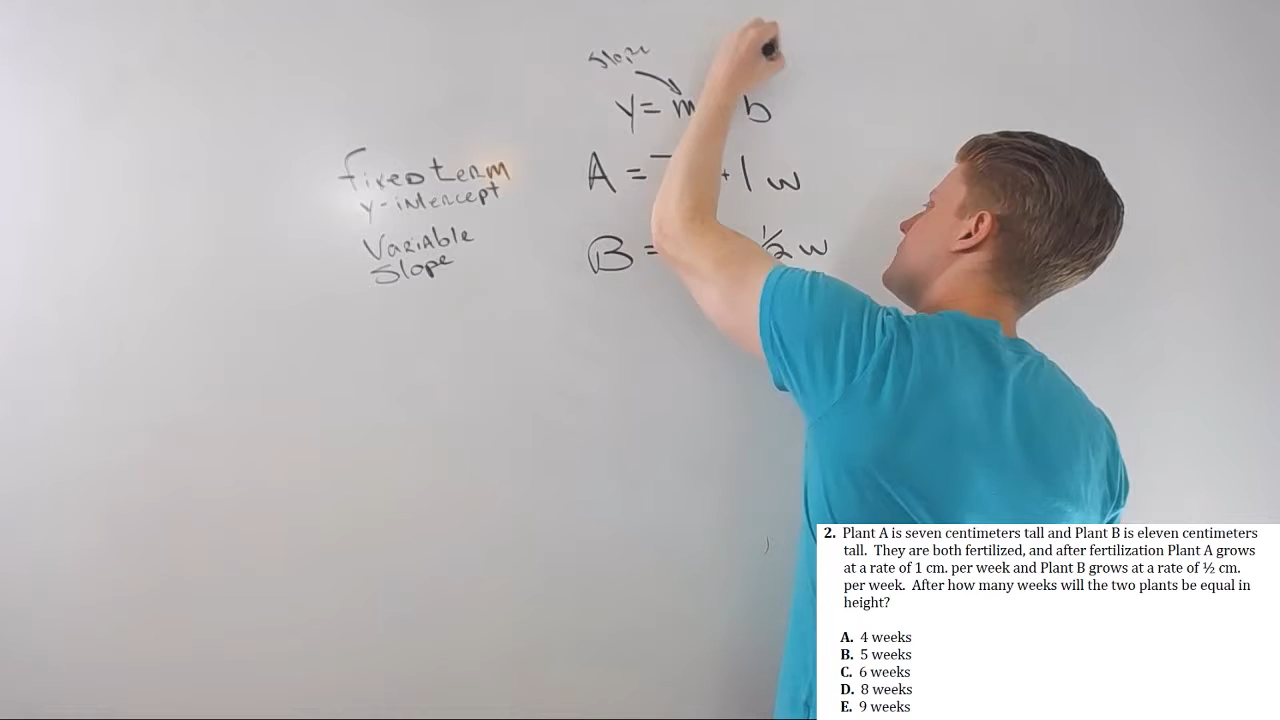 slope
y = m b
fixed term
y-intercept
Variable
Slope
A = + 1 w
B = ½ w
2. Plant A is seven centimeters tall and Plant B is eleven centimeters
tall. They are both fertilized, and after fertilization Plant A grows
at a rate of 1 cm. per week and Plant B grows at a rate of ½ cm.
per week. After how many weeks will the two plants be equal in
height?
A. 4 weeks
B. 5 weeks
C. 6 weeks
D. 8 weeks
E. 9 weeks